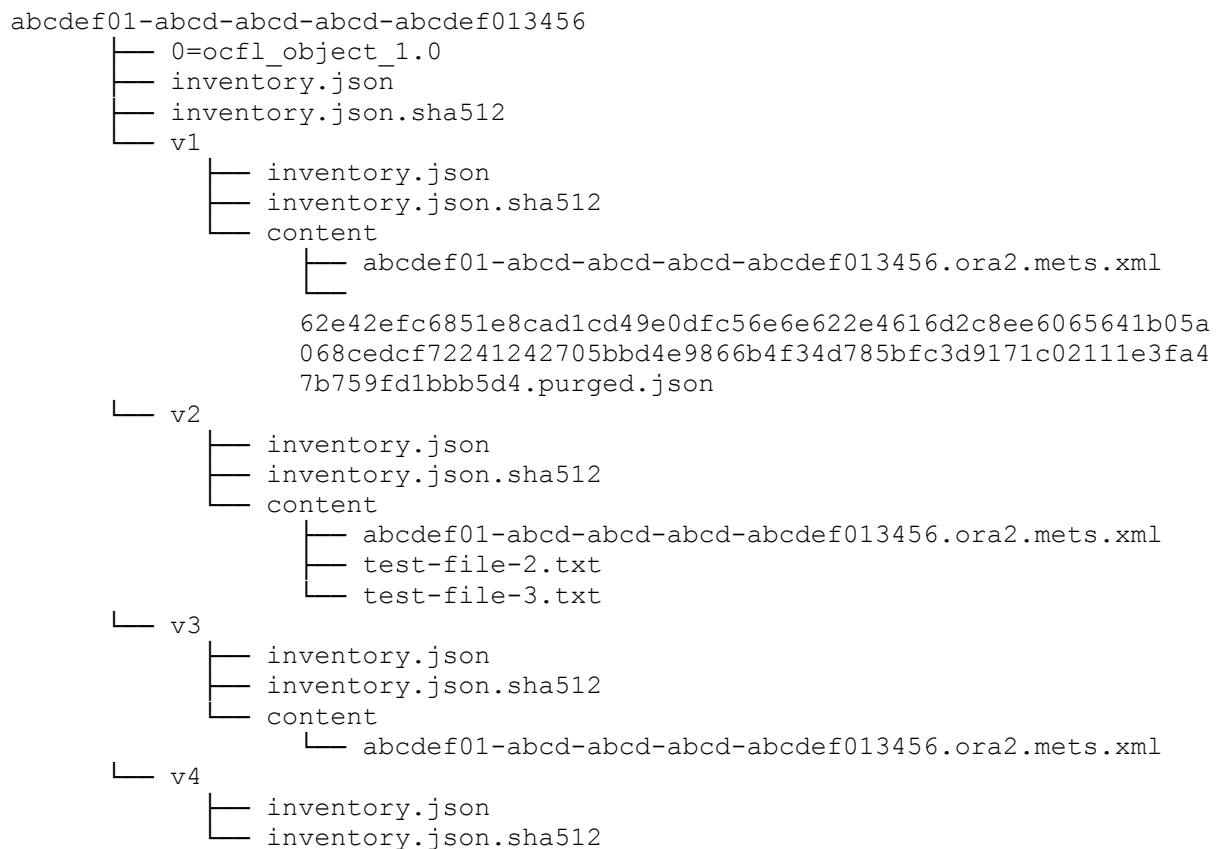 abcdef01-abcd-abcd-abcd-abcdef013456
├── 0=ocfl_object_1.0
├── inventory.json
├── inventory.json.sha512
└── v1
├── inventory.json
├── inventory.json.sha512
└── content
├── abcdef01-abcd-abcd-abcd-abcdef013456.ora2.mets.xml
└──
62e42efc6851e8cad1cd49e0dfc56e6e622e4616d2c8ee6065641b05a
068cedcf72241242705bbd4e9866b4f34d785bfc3d9171c02111e3fa4
7b759fd1bbb5d4.purged.json
└── v2
├── inventory.json
├── inventory.json.sha512
└── content
├── abcdef01-abcd-abcd-abcd-abcdef013456.ora2.mets.xml
├── test-file-2.txt
└── test-file-3.txt
└── v3
├── inventory.json
├── inventory.json.sha512
└── content
└── abcdef01-abcd-abcd-abcd-abcdef013456.ora2.mets.xml
└── v4
├── inventory.json
└── inventory.json.sha512